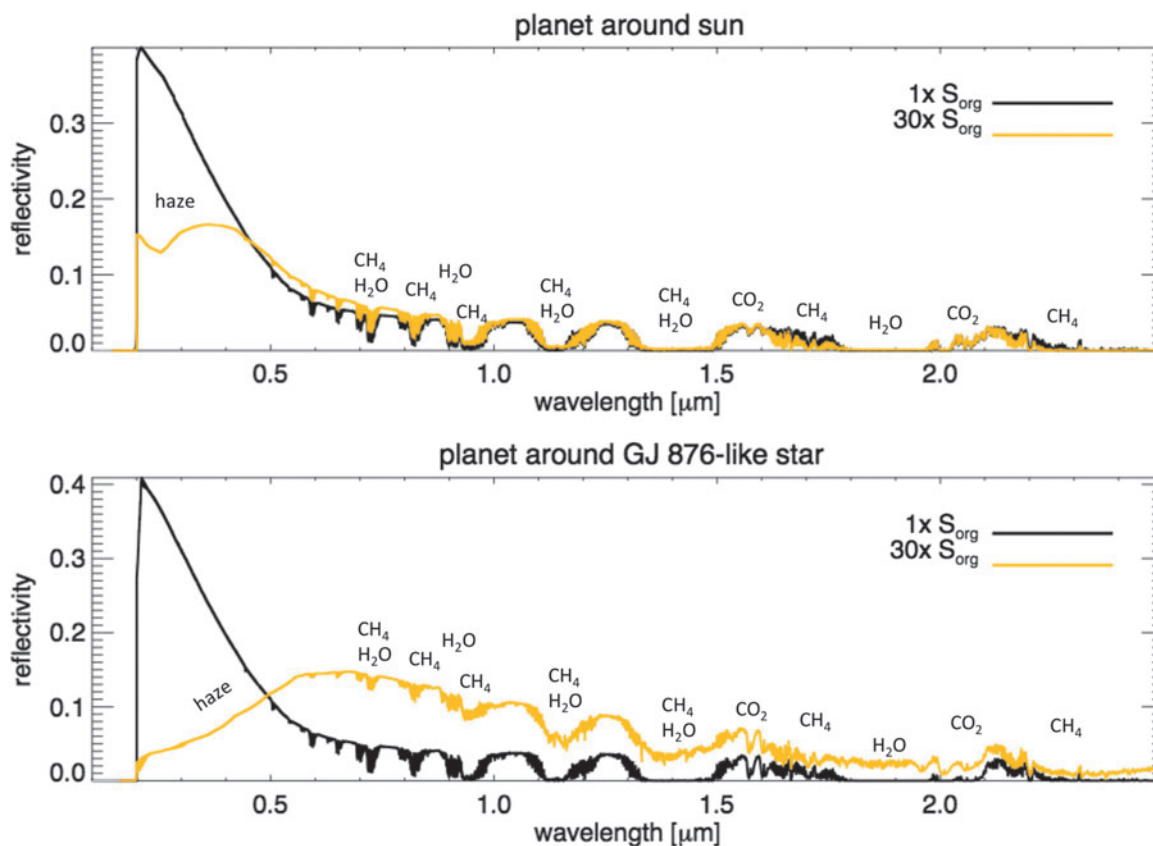 planet around sun
1x S_org
30x S_org
reflectivity
0.3
0.2
0.1
0.0
haze
CH₄
H₂O
CH₄
H₂O
CH₄
CH₄
H₂O
CH₄
H₂O
CO₂
CH₄
H₂O
CO₂
CH₄
0.5
1.0
1.5
2.0
wavelength [μm]
planet around GJ 876-like star
1x S_org
30x S_org
reflectivity
0.4
0.3
0.2
0.1
0.0
haze
CH₄
H₂O
CH₄
H₂O
CH₄
CH₄
H₂O
CH₄
H₂O
CO₂
CH₄
H₂O
CO₂
CH₄
0.5
1.0
1.5
2.0
wavelength [μm]